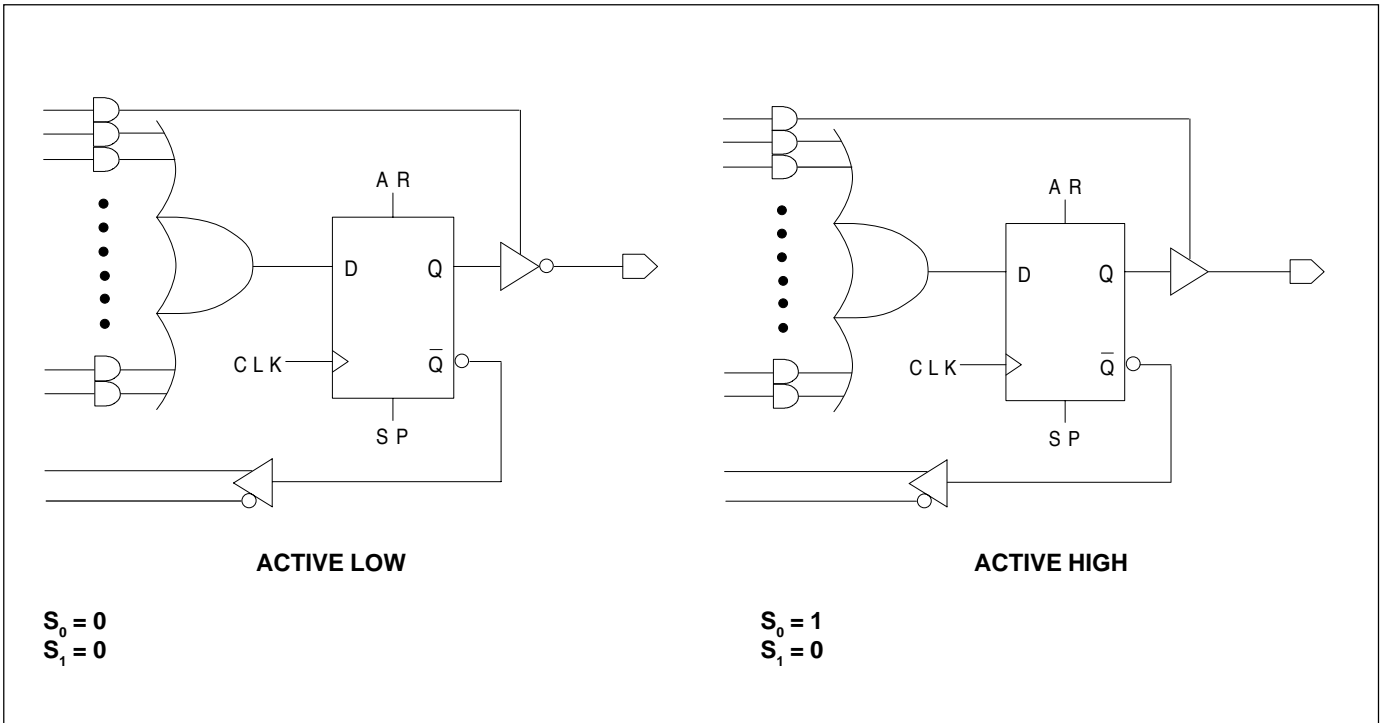 A R
D
Q
C L K
Q̅
S P
ACTIVE LOW
S₀ = 0
S₁ = 0
A R
D
Q
C L K
Q̅
S P
ACTIVE HIGH
S₀ = 1
S₁ = 0